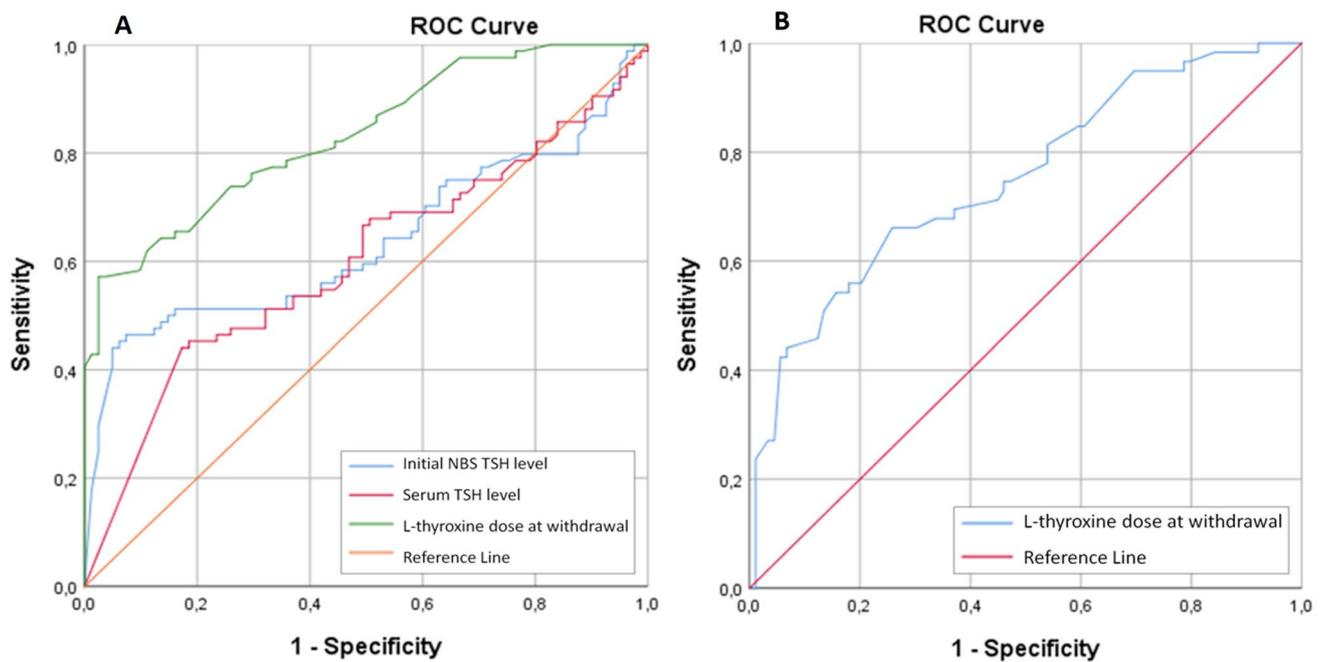 A
ROC Curve
1,0
0,8
0,6
0,4
0,2
0,0
Sensitivity
0,0 0,2 0,4 0,6 0,8 1,0
1 - Specificity
Initial NBS TSH level
Serum TSH level
L-thyroxine dose at withdrawal
Reference Line
B
ROC Curve
1,0
0,8
0,6
0,4
0,2
0,0
Sensitivity
0,0 0,2 0,4 0,6 0,8 1,0
1 - Specificity
L-thyroxine dose at withdrawal
Reference Line